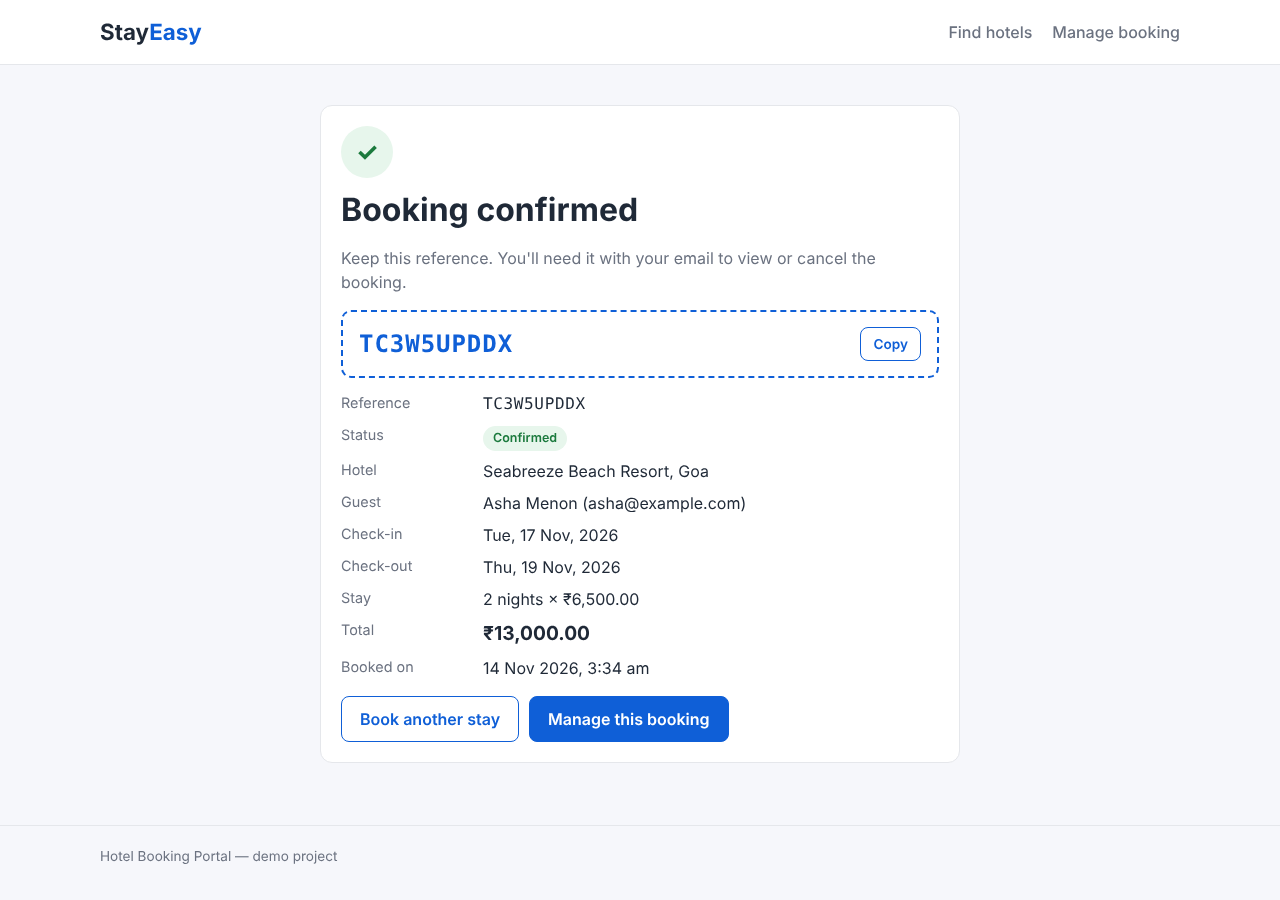 StayEasy
Find hotels
Manage booking
Booking confirmed
Keep this reference. You'll need it with your email to view or cancel the
booking.
TC3W5UPDDX
Copy
Reference TC3W5UPDDX
Status Confirmed
Hotel Seabreeze Beach Resort, Goa
Guest Asha Menon (asha@example.com)
Check-in Tue, 17 Nov, 2026
Check-out Thu, 19 Nov, 2026
Stay 2 nights × ₹6,500.00
Total ₹13,000.00
Booked on 14 Nov 2026, 3:34 am
Book another stay
Manage this booking
Hotel Booking Portal — demo project